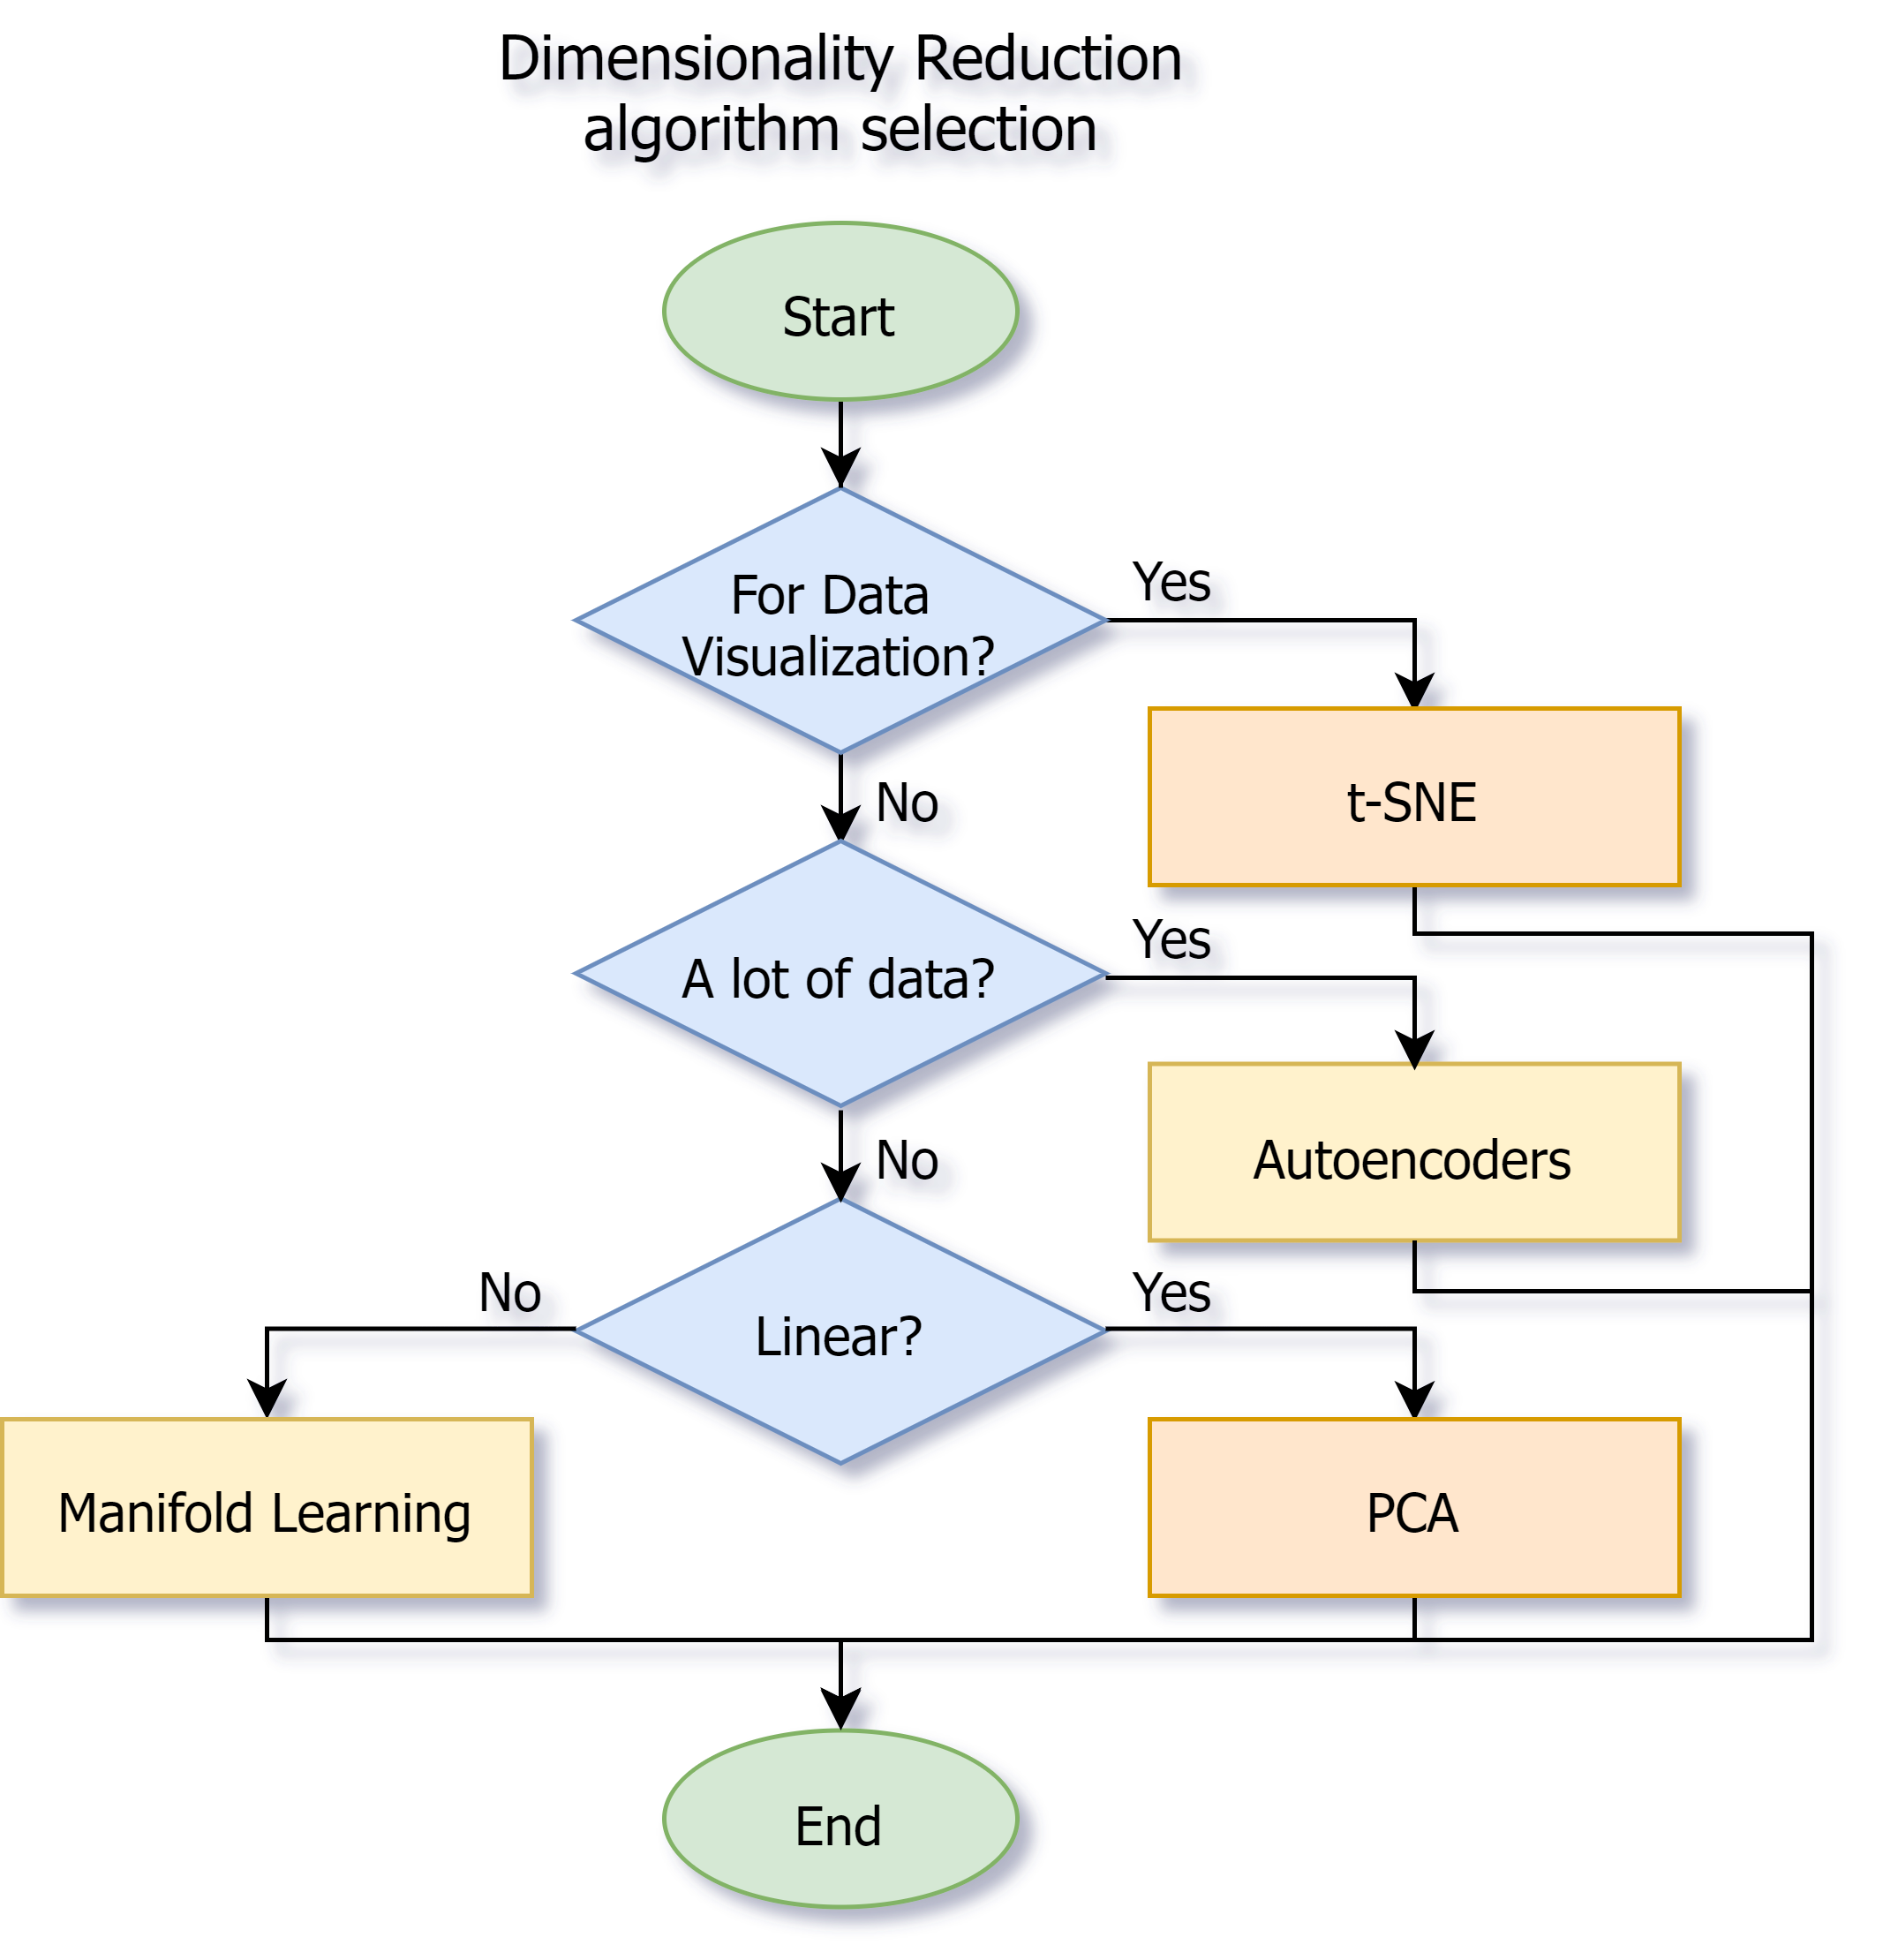 Dimensionality Reduction
algorithm selection
Start
For Data
Visualization?
Yes
No
t-SNE
A lot of data?
Yes
No
Autoencoders
Linear?
No
Yes
Manifold Learning
PCA
End